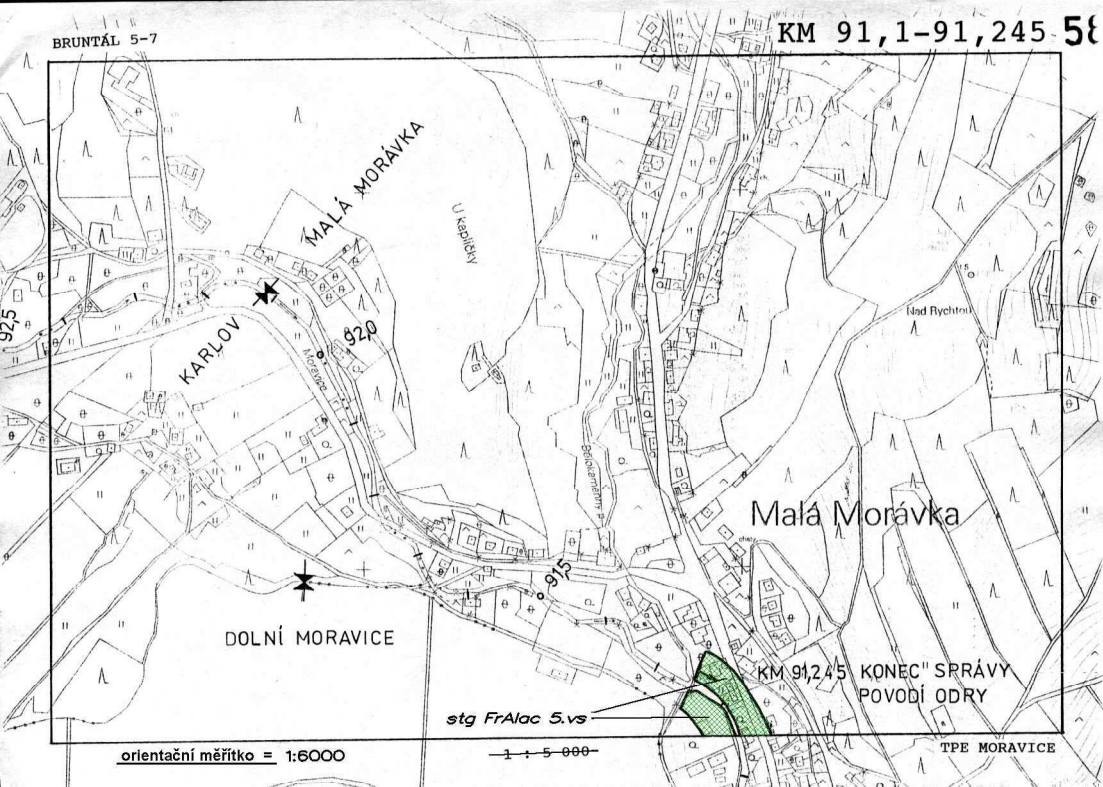 BRUNTÁL 5-7
KM 91,1-91,245
MALÁ MORÁVKA
U kapličky
92,5
KARLOV
92,0
Moravice
Nad Rychtou
Bělokamenný p.
Malá Morávka
chaty
91,5
DOLNÍ MORAVICE
KM 91,245 KONEC" SPRÁVY
POVODÍ ODRY
stg FrAlac 5.vs
orientační měřítko = 1:6000
1 : 5 000
TPE MORAVICE